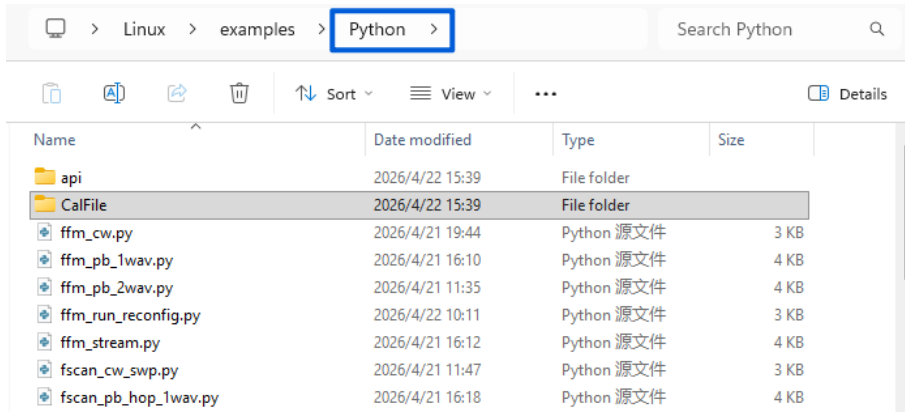 Linux > examples > Python > Search Python
Sort View ... Details
Name Date modified Type Size
api 2026/4/22 15:39 File folder
CalFile 2026/4/22 15:39 File folder
ffm_cw.py 2026/4/21 19:44 Python 源文件 3 KB
ffm_pb_1wav.py 2026/4/21 16:10 Python 源文件 4 KB
ffm_pb_2wav.py 2026/4/21 11:35 Python 源文件 4 KB
ffm_run_reconfig.py 2026/4/22 10:11 Python 源文件 3 KB
ffm_stream.py 2026/4/21 16:12 Python 源文件 4 KB
fscan_cw_swp.py 2026/4/21 11:47 Python 源文件 3 KB
fscan_pb_hop_1wav.py 2026/4/21 16:18 Python 源文件 4 KB